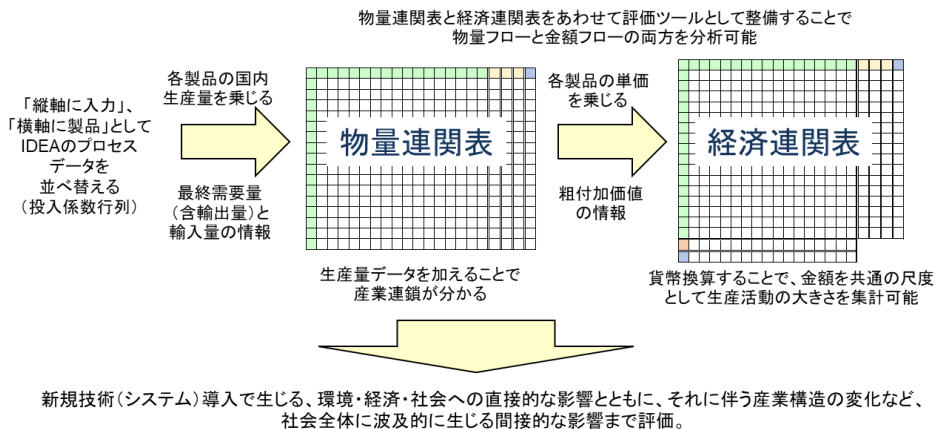 物量連関表と経済連関表をあわせて評価ツールとして整備することで
物量フローと金額フローの両方を分析可能
「縦軸に入力」、
「横軸に製品」として
IDEAのプロセス
データを
並べ替える
（投入係数行列）
各製品の国内
生産量を乗じる
最終需要量
（含輸出量）と
輸入量の情報
物量連関表
生産量データを加えることで
産業連鎖が分かる
各製品の単価
を乗じる
粗付加価値
の情報
経済連関表
貨幣換算することで、金額を共通の尺度
として生産活動の大きさを集計可能
新規技術（システム）導入で生じる、環境・経済・社会への直接的な影響とともに、それに伴う産業構造の変化など、
社会全体に波及的に生じる間接的な影響まで評価。